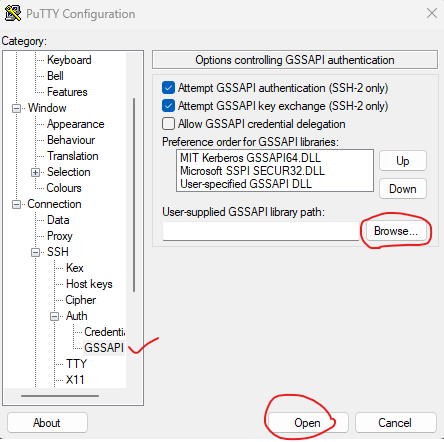 PuTTY Configuration
Category:
Keyboard
Bell
Features
Window
Appearance
Behaviour
Translation
Selection
Colours
Connection
Data
Proxy
SSH
Kex
Host keys
Cipher
Auth
Credentia
GSSAPI
TTY
X11
Options controlling GSSAPI authentication
Attempt GSSAPI authentication (SSH-2 only)
Attempt GSSAPI key exchange (SSH-2 only)
Allow GSSAPI credential delegation
Preference order for GSSAPI libraries:
MIT Kerberos GSSAPI64.DLL
Microsoft SSPI SECUR32.DLL
User-specified GSSAPI DLL
Up
Down
User-supplied GSSAPI library path:
Browse...
About
Open
Cancel